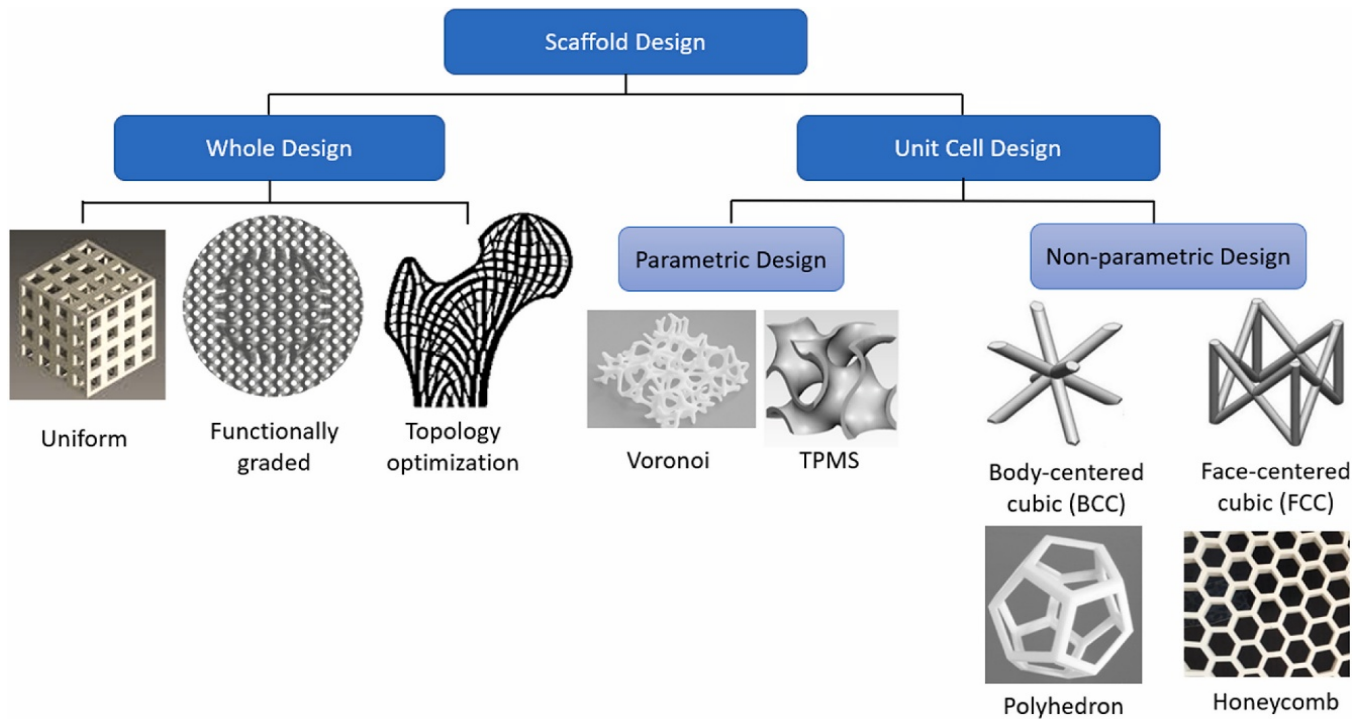 Scaffold Design
Whole Design
Unit Cell Design
Parametric Design
Non-parametric Design
Uniform
Functionally
graded
Topology
optimization
Voronoi
TPMS
Body-centered
cubic (BCC)
Face-centered
cubic (FCC)
Polyhedron
Honeycomb